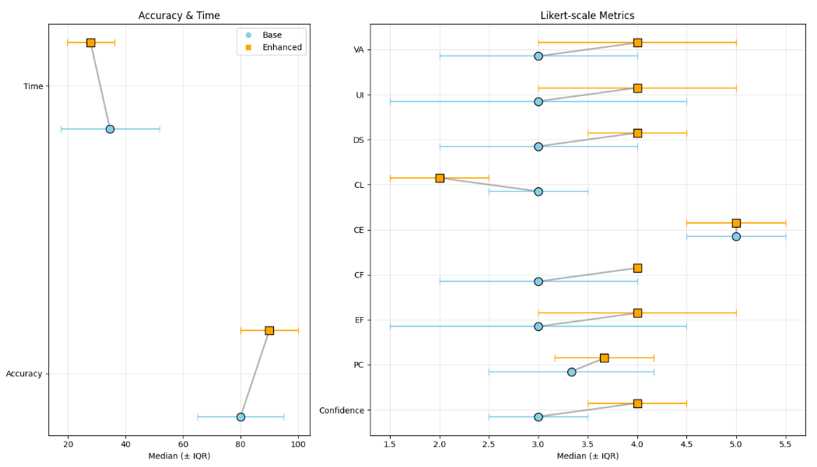 Accuracy & Time
Base
Enhanced
Time
Accuracy
20 40 60 80 100
Median (± IQR)
Likert-scale Metrics
VA
UI
DS
CL
CE
CF
EF
PC
Confidence
1.5 2.0 2.5 3.0 3.5 4.0 4.5 5.0 5.5
Median (± IQR)